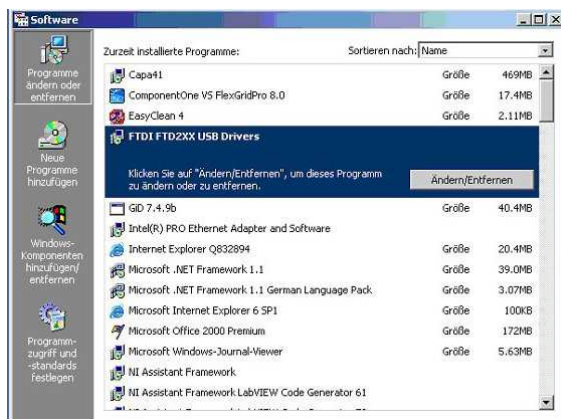 Software
Programme
ändern oder
entfernen
Neue
Programme
hinzufügen
Windows-
Komponenten
hinzufügen/
entfernen
Programm-
zugriff und
-standards
festlegen
Zurzeit installierte Programme:
Sortieren nach: Name
Capa41 Größe 469MB
ComponentOne VS FlexGridPro 8.0 Größe 17.4MB
EasyClean 4 Größe 2.11MB
FTDI FTD2XX USB Drivers
Klicken Sie auf "Ändern/Entfernen", um dieses Programm
zu ändern oder zu entfernen.
Ändern/Entfernen
GiD 7.4.9b Größe 40.4MB
Intel(R) PRO Ethernet Adapter and Software
Internet Explorer Q832894 Größe 20.4MB
Microsoft .NET Framework 1.1 Größe 39.0MB
Microsoft .NET Framework 1.1 German Language Pack Größe 3.07MB
Microsoft Internet Explorer 6 SP1 Größe 100KB
Microsoft Office 2000 Premium Größe 172MB
Microsoft Windows-Journal-Viewer Größe 5.63MB
NI Assistant Framework
NI Assistant Framework LabVIEW Code Generator 61